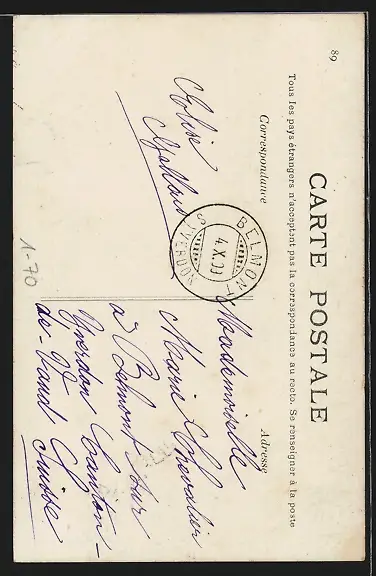 89
CARTE POSTALE
Tous les pays étrangers n'acceptent pas la correspondance au recto. Se renseigner à la poste
Correspondance
Adresse
BELMONT
4.X.
S/YVERDON
Mademoiselle
Marie Chevalier
à Belmont sur
Yverdon Canton-
de-Vaud Suisse
1-70